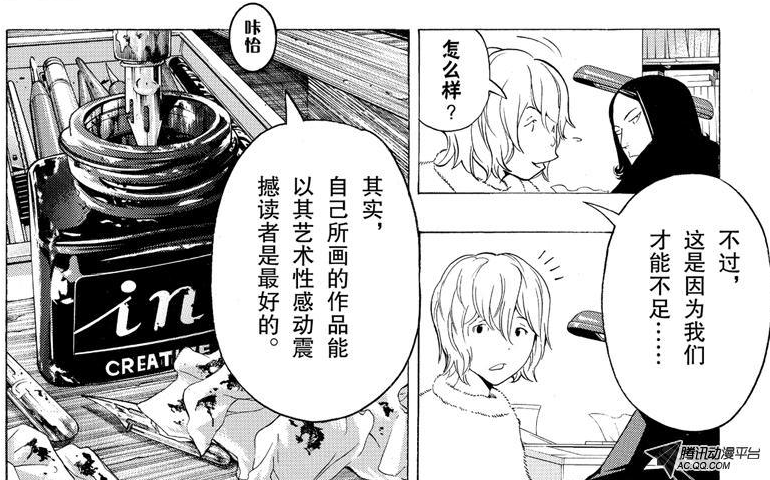 怎么样?
不过,
这是因为我们
才能不足……
咔恰
其实,
自己所画的作品能
以其艺术性感动震
撼读者是最好的。
in
CREATIVE
腾讯动漫平台
AC.QQ.COM